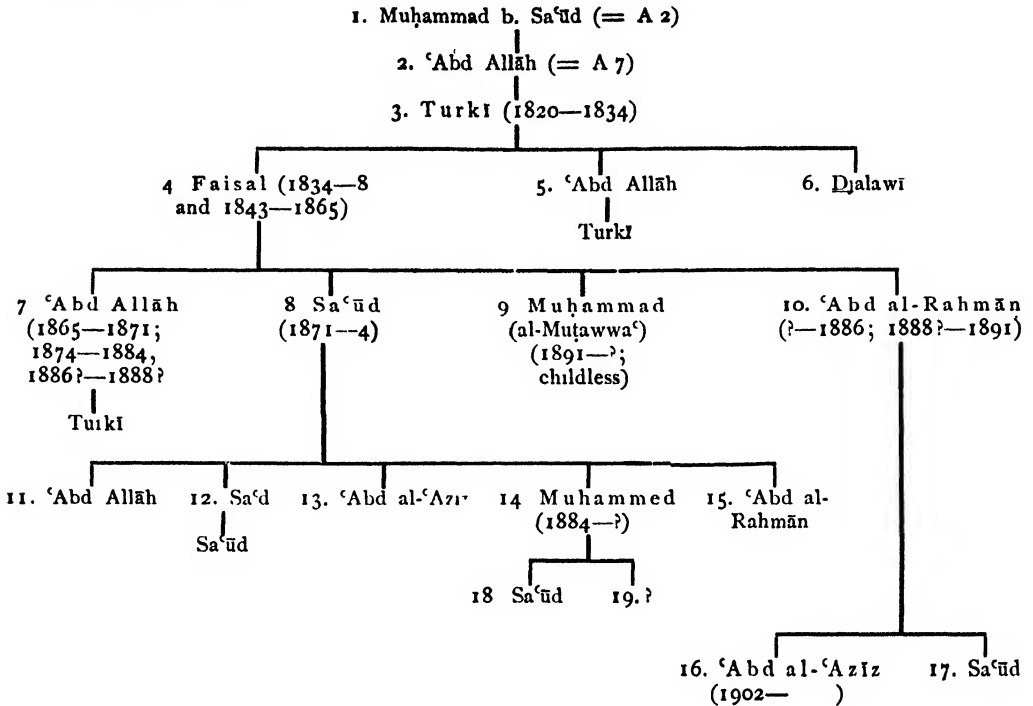 1. Muḥammad b. Saʿūd (= A 2)
2. ʿAbd Allāh (= A 7)
3. Turkī (1820—1834)
4 Faisal (1834—8
and 1843—1865)
5. ʿAbd Allāh
Turkī
6. Djalawī
7 ʿAbd Allāh
(1865—1871;
1874—1884,
1886?—1888?
Turkī
8 Saʿūd
(1871—4)
9 Muḥammad
(al-Muṭawwaʿ)
(1891—?;
childless)
10. ʿAbd al-Rahmān
(?—1886; 1888?—1891)
11. ʿAbd Allāh
12. Saʿd
Saʿūd
13. ʿAbd al-ʿAzīz
14 Muhammed
(1884—?)
15. ʿAbd al-
Rahmān
18 Saʿūd
19. ?
16. ʿAbd al-ʿAzīz
(1902— )
17. Saʿūd